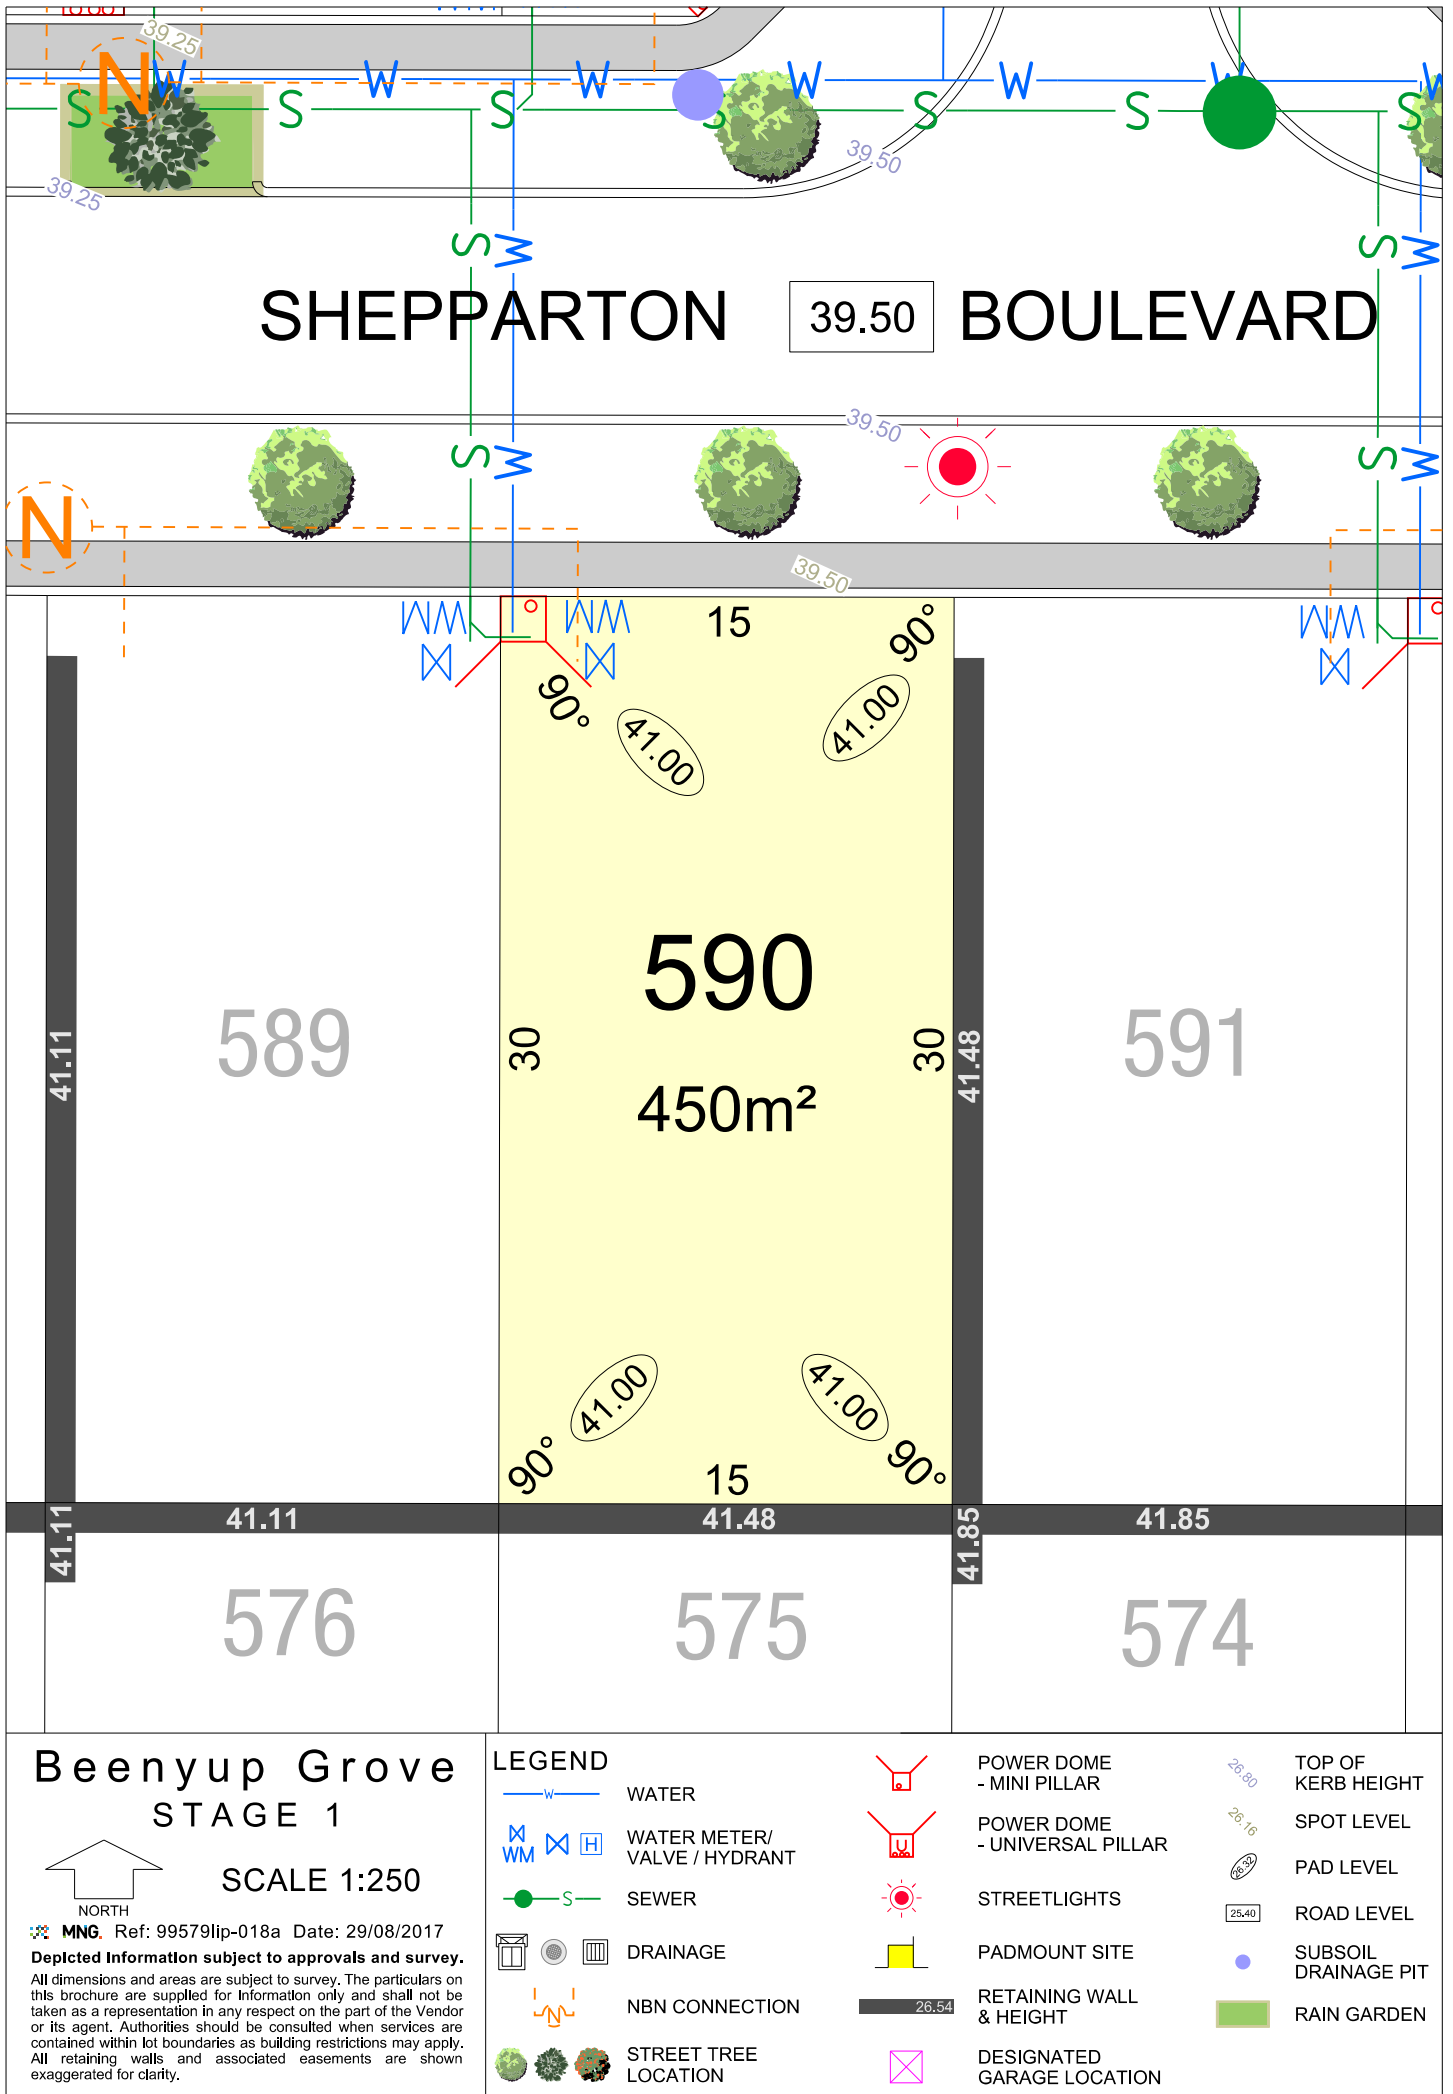 39.25
N
W W W W W W W
S S S S S S S
39.25
39.50
S W S W
SHEPPARTON 39.50 BOULEVARD
39.50
S W S W
N
39.50
WM WM WM
15
90°
90°
41.00
41.00
590
589
591
30
30
41.11
41.48
450m²
41.00
41.00
90°
90°
15
41.11
41.48
41.85
41.11
41.85
576
575
574
Beenyup Grove
STAGE 1
SCALE 1:250
NORTH
MNG. Ref: 99579lip-018a Date: 29/08/2017
Depicted Information subject to approvals and survey.
All dimensions and areas are subject to survey. The particulars on
this brochure are supplied for Information only and shall not be
taken as a representation in any respect on the part of the Vendor
or its agent. Authorities should be consulted when services are
contained within lot boundaries as building restrictions may apply.
All retaining walls and associated easements are shown
exaggerated for clarity.
LEGEND
W WATER
WM H WATER METER/
VALVE / HYDRANT
S SEWER
DRAINAGE
N NBN CONNECTION
STREET TREE
LOCATION
POWER DOME
- MINI PILLAR
U POWER DOME
- UNIVERSAL PILLAR
STREETLIGHTS
PADMOUNT SITE
26.54 RETAINING WALL
& HEIGHT
DESIGNATED
GARAGE LOCATION
26.80 TOP OF
KERB HEIGHT
26.16 SPOT LEVEL
26.32 PAD LEVEL
25.40 ROAD LEVEL
SUBSOIL
DRAINAGE PIT
RAIN GARDEN